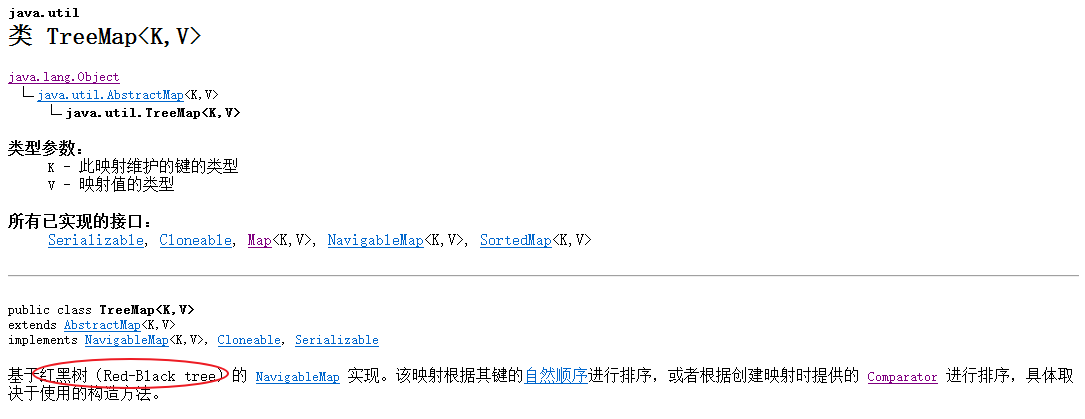 java.util
类 TreeMap<K,V>
java.lang.Object
java.util.AbstractMap<K,V>
java.util.TreeMap<K,V>
类型参数：
K - 此映射维护的键的类型
V - 映射值的类型
所有已实现的接口：
Serializable, Cloneable, Map<K,V>, NavigableMap<K,V>, SortedMap<K,V>
public class TreeMap<K,V>
extends AbstractMap<K,V>
implements NavigableMap<K,V>, Cloneable, Serializable
基于红黑树（Red-Black tree）的 NavigableMap 实现。该映射根据其键的自然顺序进行排序，或者根据创建映射时提供的 Comparator 进行排序，具体取
决于使用的构造方法。